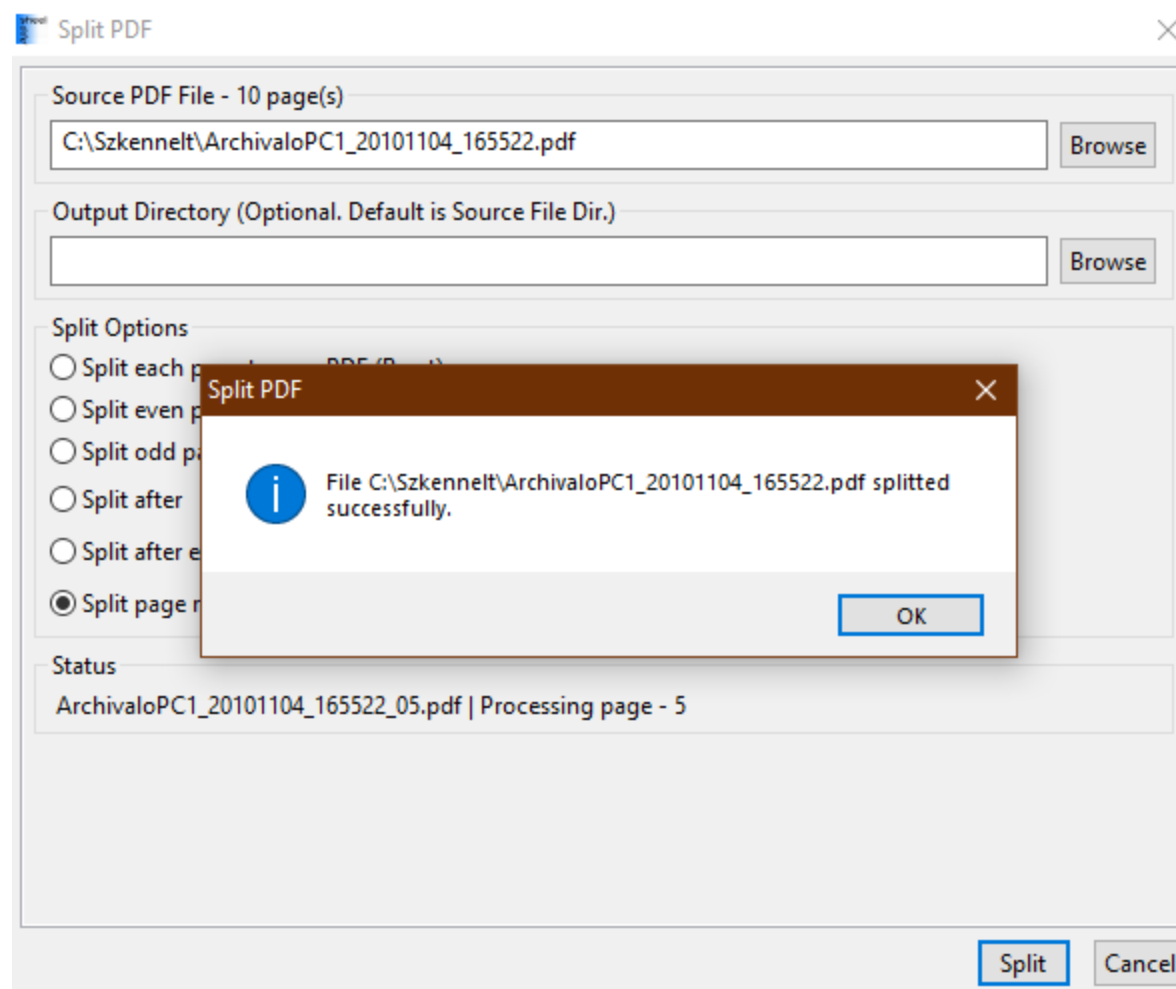 Split PDF
Source PDF File - 10 page(s)
C:\Szkennelt\ArchivaloPC1_20101104_165522.pdf
Browse
Output Directory (Optional. Default is Source File Dir.)
Browse
Split Options
Split each
Split even
Split odd
Split after
Split after
Split page
Split PDF
File C:\Szkennelt\ArchivaloPC1_20101104_165522.pdf splitted
successfully.
OK
Status
ArchivaloPC1_20101104_165522_05.pdf | Processing page - 5
Split
Cancel